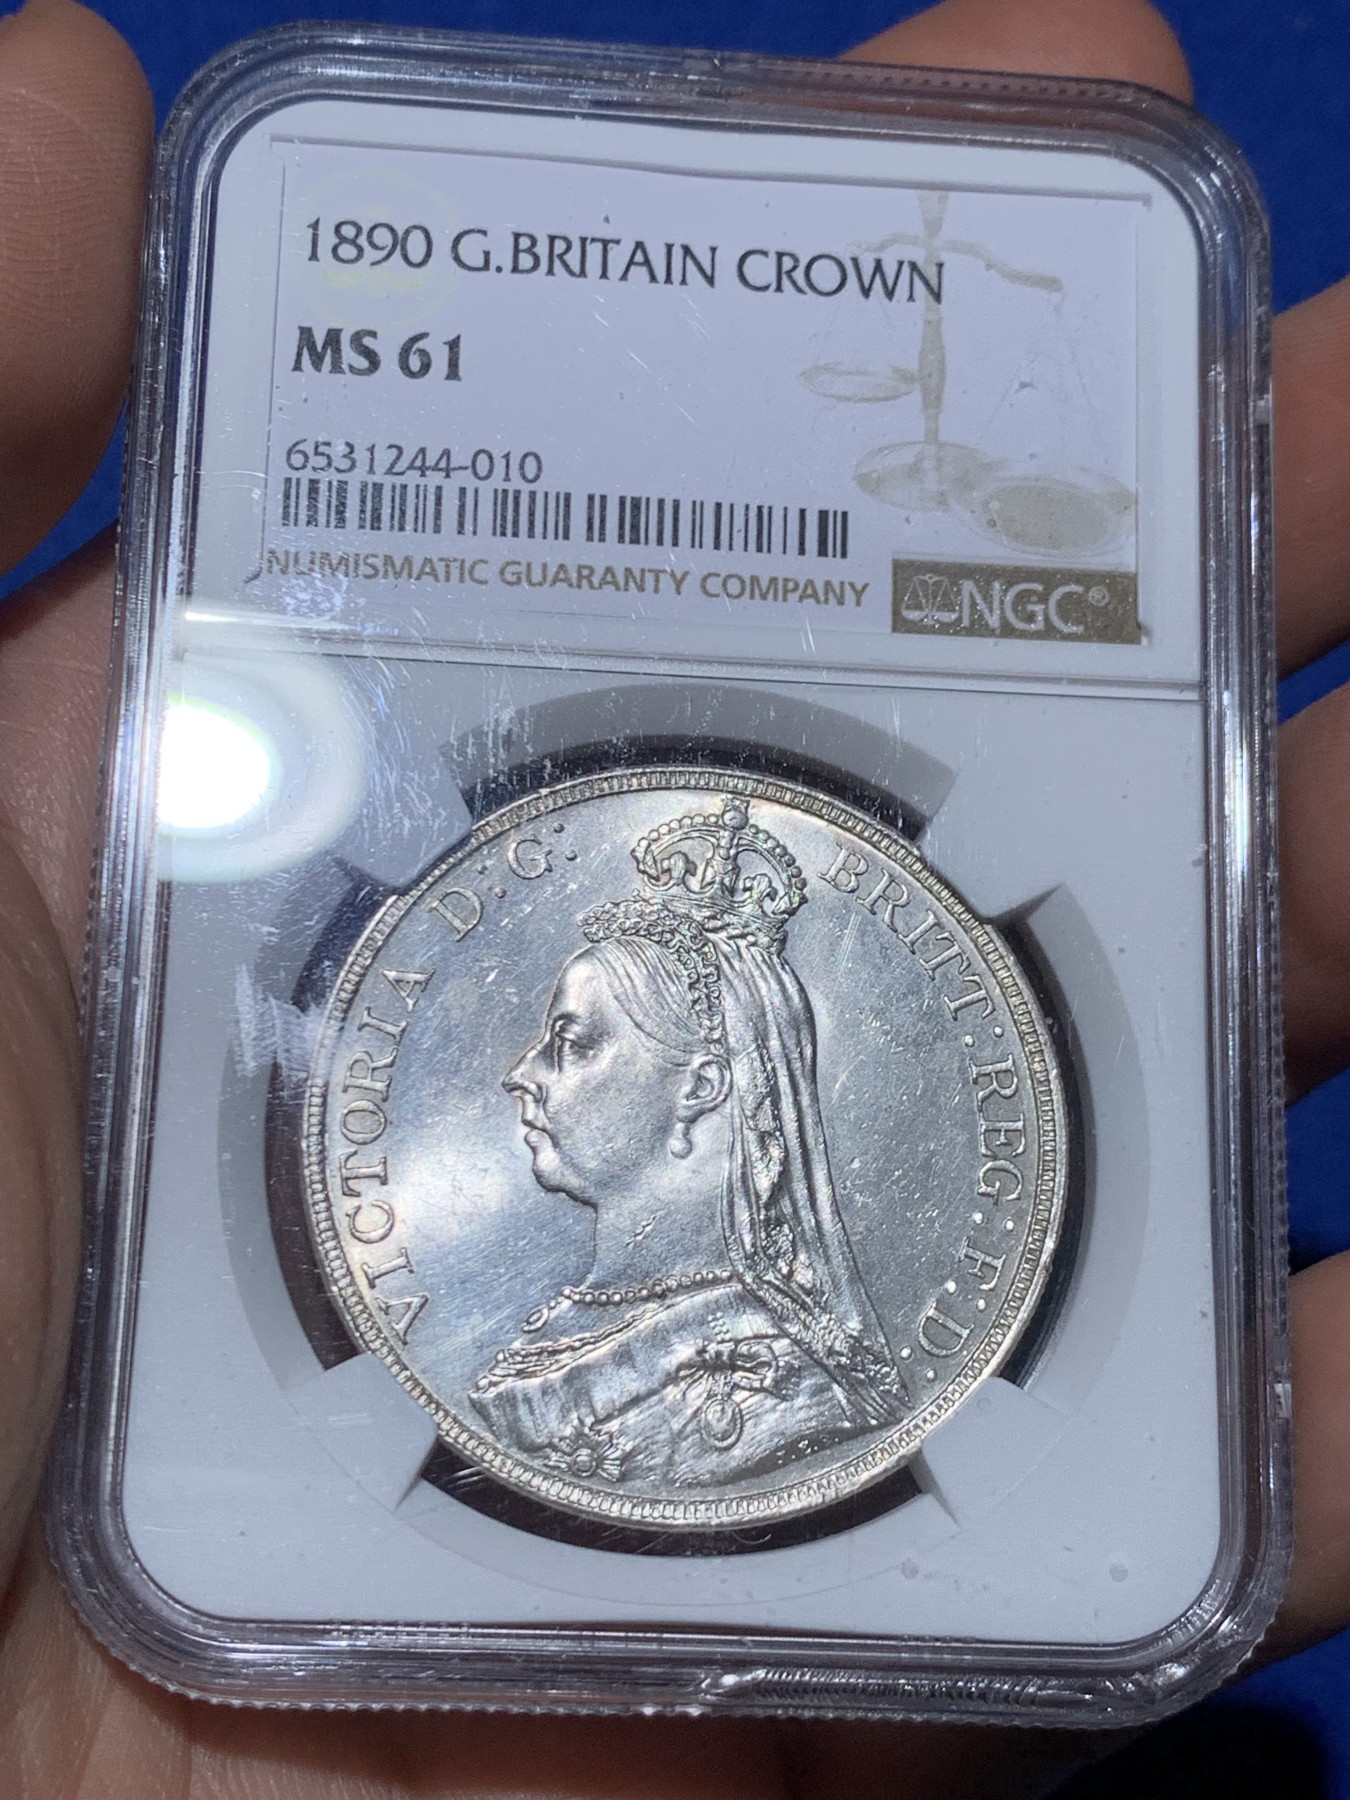 1890 G.BRITAIN CROWN
MS 61
6531244-010
NUMISMATIC GUARANTY COMPANY
NGC®
VICTORIA D:G: BRITT:REG:F:D: